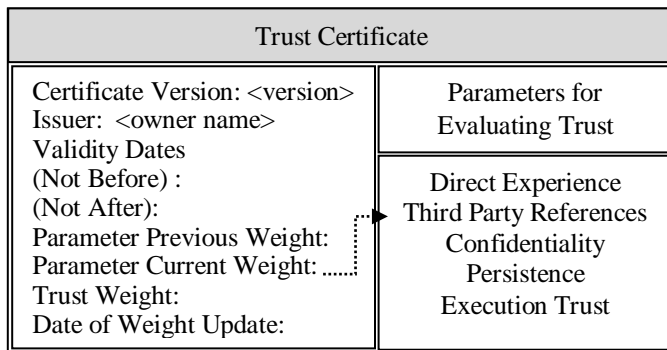 Trust Certificate
Certificate Version: <version>
Issuer: <owner name>
Validity Dates
(Not Before) :
(Not After):
Parameter Previous Weight:
Parameter Current Weight:
Trust Weight:
Date of Weight Update:
Parameters for
Evaluating Trust
Direct Experience
Third Party References
Confidentiality
Persistence
Execution Trust